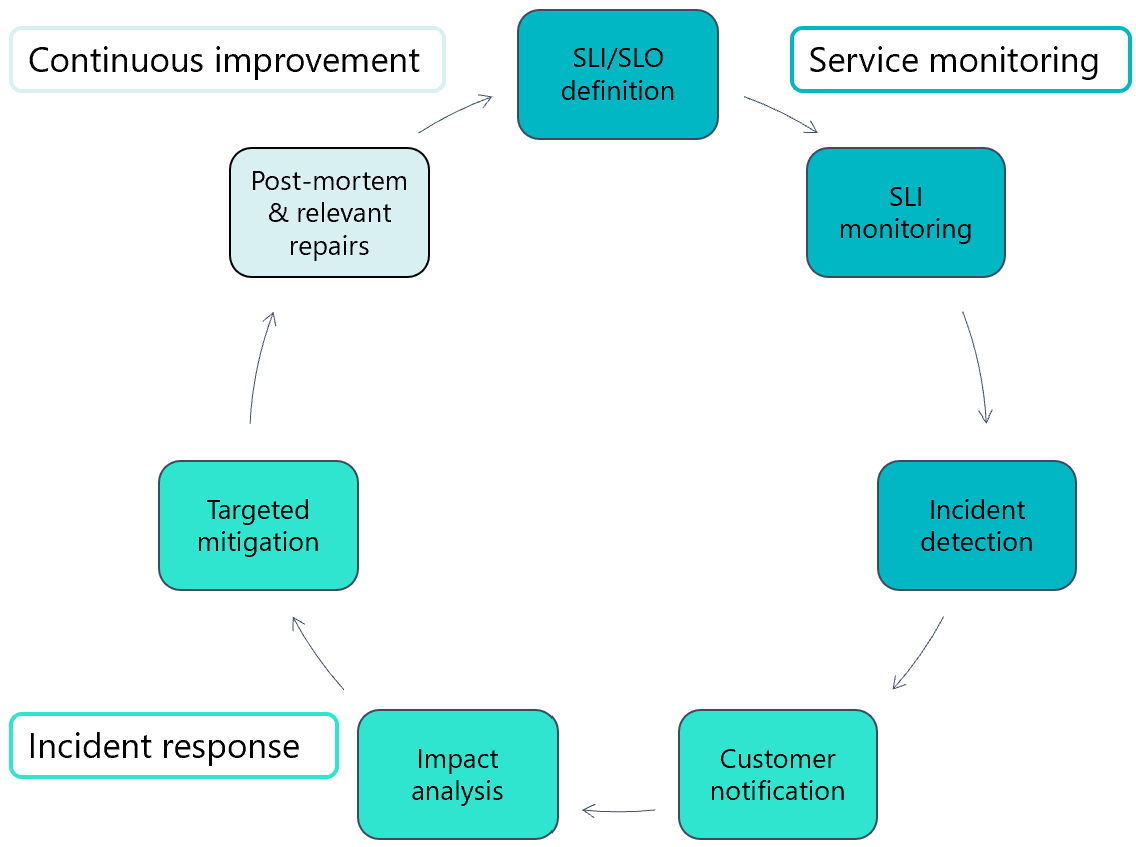 Continuous improvement
SLI/SLO
definition
Service monitoring
Post-mortem
& relevant
repairs
SLI
monitoring
Targeted
mitigation
Incident
detection
Incident response
Impact
analysis
Customer
notification